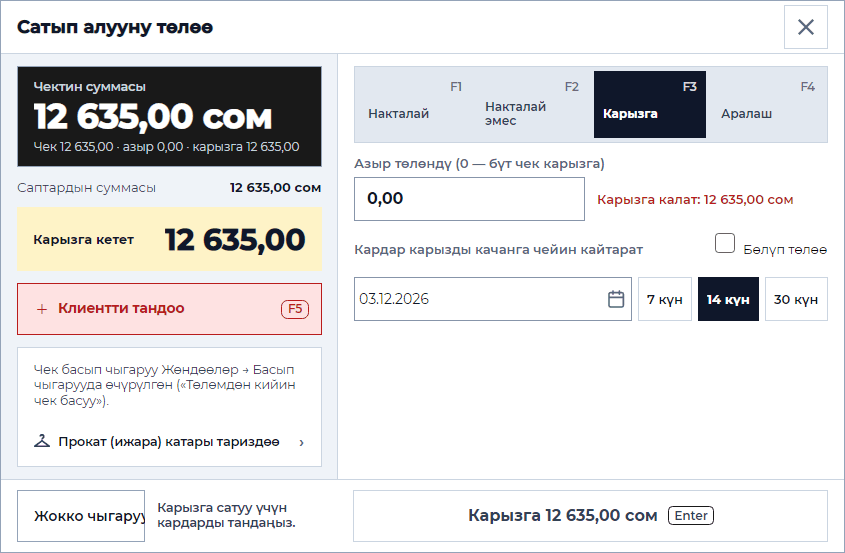 Сатып алууну төлөө
Чектин суммасы
12 635,00 сом
Чек 12 635,00 · азыр 0,00 · карызга 12 635,00
Саптардын суммасы 12 635,00 сом
Карызга кетет 12 635,00
+ Клиентти тандоо F5
Чек басып чыгаруу Жөндөөлөр → Басып
чыгарууда өчүрүлгөн («Төлөмдөн кийин
чек басуу»).
Прокат (ижара) катары тариздөө ›
F1
Накталай
F2
Накталай
эмес
F3
Карызга
F4
Аралаш
Азыр төлөндү (0 — бүт чек карызга)
0,00
Карызга калат: 12 635,00 сом
Кардар карызды качанга чейин кайтарат
Бөлүп төлөө
03.12.2026
7 күн
14 күн
30 күн
Жокко чыгаруу
Карызга сатуу үчүн
кардарды танданыз.
Карызга 12 635,00 сом Enter